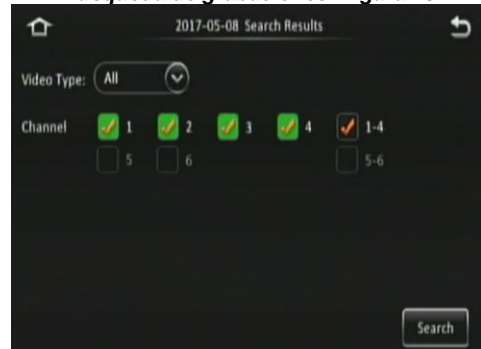 2017-05-08 Search Results
Video Type: All
Channel 1 2 3 4 1-4
5 6 5-6
Search